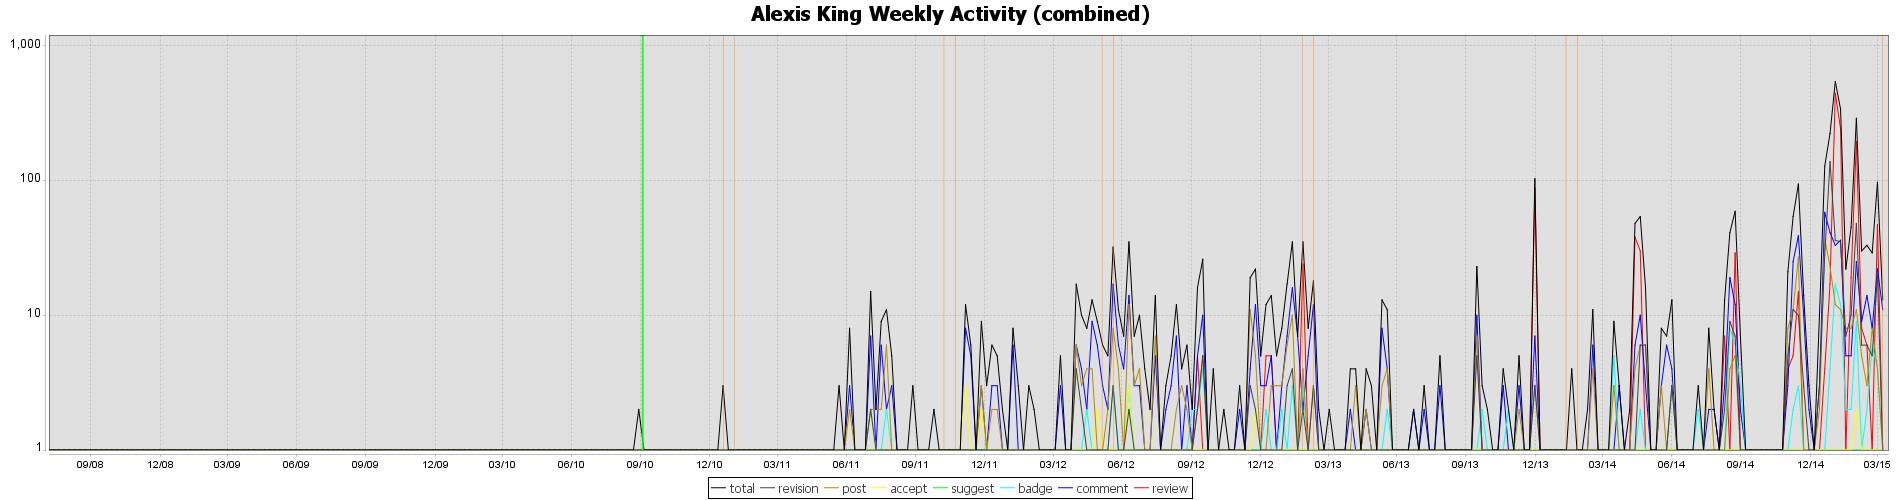 Alexis King Weekly Activity (combined)
1,000
100
10
1
09/08 12/08 03/09 06/09 09/09 12/09 03/10 06/10 09/10 12/10 03/11 06/11 09/11 12/11 03/12 06/12 09/12 12/12 03/13 06/13 09/13 12/13 03/14 06/14 09/14 12/14 03/15
total revision post accept suggest badge comment review